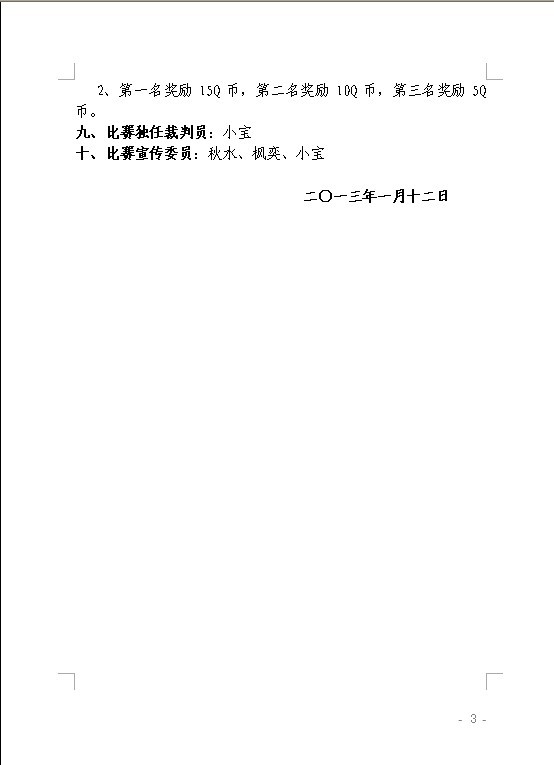 2、第一名奖励 15Q 币，第二名奖励 10Q 币，第三名奖励 5Q
币。
九、比赛独任裁判员：小宝
十、比赛宣传委员：秋水、枫奕、小宝
二〇一三年一月十二日
- 3 -